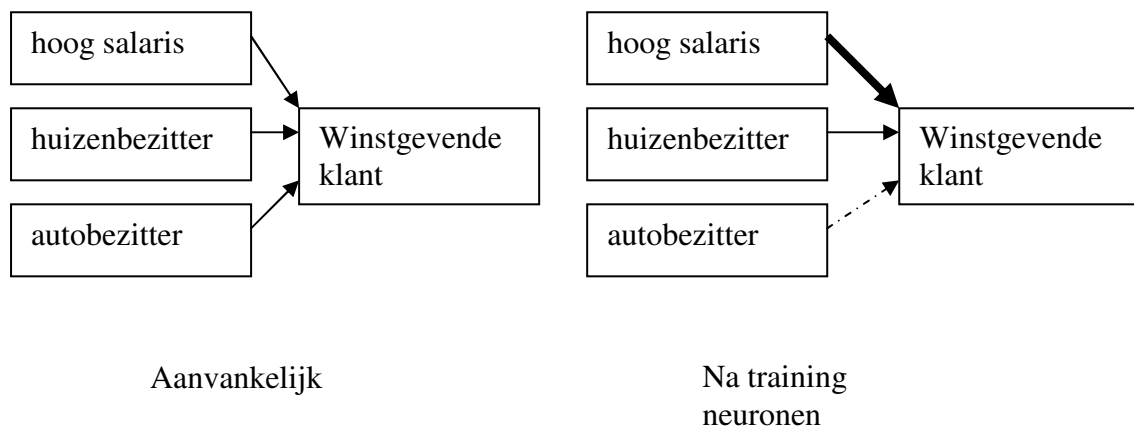 hoog salaris
huizenbezitter
autobezitter
Winstgevende
klant
Aanvankelijk
hoog salaris
huizenbezitter
autobezitter
Winstgevende
klant
Na training
neuronen